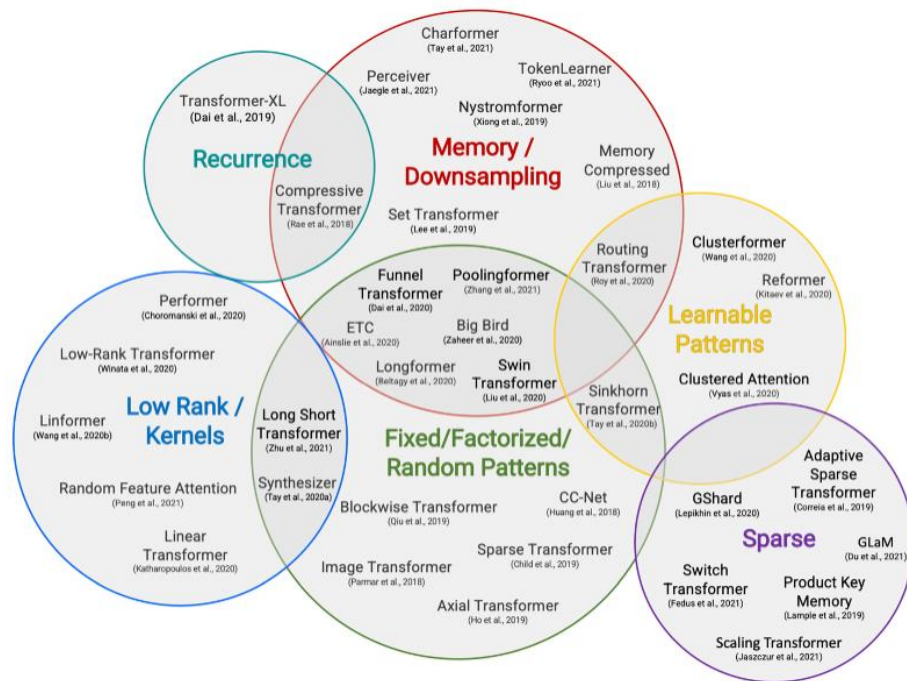 Charformer
(Tay et al., 2021)
Perceiver
(Jaegle et al., 2021)
TokenLearner
(Ryoo et al., 2021)
Transformer-XL
(Dai et al., 2019)
Nystromformer
(Xiong et al., 2019)
Recurrence
Memory /
Downsampling
Memory
Compressed
(Liu et al., 2018)
Compressive
Transformer
(Rae et al., 2018)
Set Transformer
(Lee et al., 2019)
Routing
Transformer
(Roy et al., 2020)
Clusterformer
(Wang et al., 2020)
Reformer
(Kitaev et al., 2020)
Funnel
Transformer
(Dai et al., 2020)
Poolingformer
(Zhang et al., 2021)
Performer
(Choromanski et al., 2020)
ETC
(Ainslie et al., 2020)
Big Bird
(Zaheer et al., 2020)
Learnable
Patterns
Low-Rank Transformer
(Winata et al., 2020)
Longformer
(Beltagy et al., 2020)
Swin
Transformer
(Liu et al., 2020)
Sinkhorn
Transformer
(Tay et al., 2020b)
Clustered Attention
(Vyas et al., 2020)
Linformer
(Wang et al., 2020b)
Low Rank /
Kernels
Long Short
Transformer
(Zhu et al., 2021)
Fixed/Factorized/
Random Patterns
Adaptive
Sparse
Transformer
(Correia et al., 2019)
Random Feature Attention
(Peng et al., 2021)
Synthesizer
(Tay et al., 2020a)
Blockwise Transformer
(Qiu et al., 2019)
CC-Net
(Huang et al., 2018)
GShard
(Lepikhin et al., 2020)
Sparse
GLaM
(Du et al., 2021)
Linear
Transformer
(Katharopoulos et al., 2020)
Image Transformer
(Parmar et al., 2018)
Sparse Transformer
(Child et al., 2019)
Switch
Transformer
(Fedus et al., 2021)
Product Key
Memory
(Lample et al., 2019)
Axial Transformer
(Ho et al., 2019)
Scaling Transformer
(Jaszczur et al., 2021)